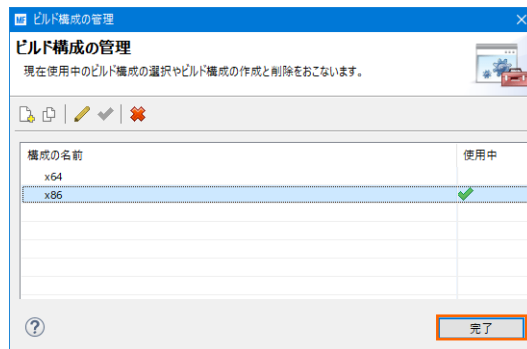 MF ビルド構成の管理
ビルド構成の管理
現在使用中のビルド構成の選択やビルド構成の作成と削除をおこないます。
構成の名前 使用中
x64
x86
? 完了